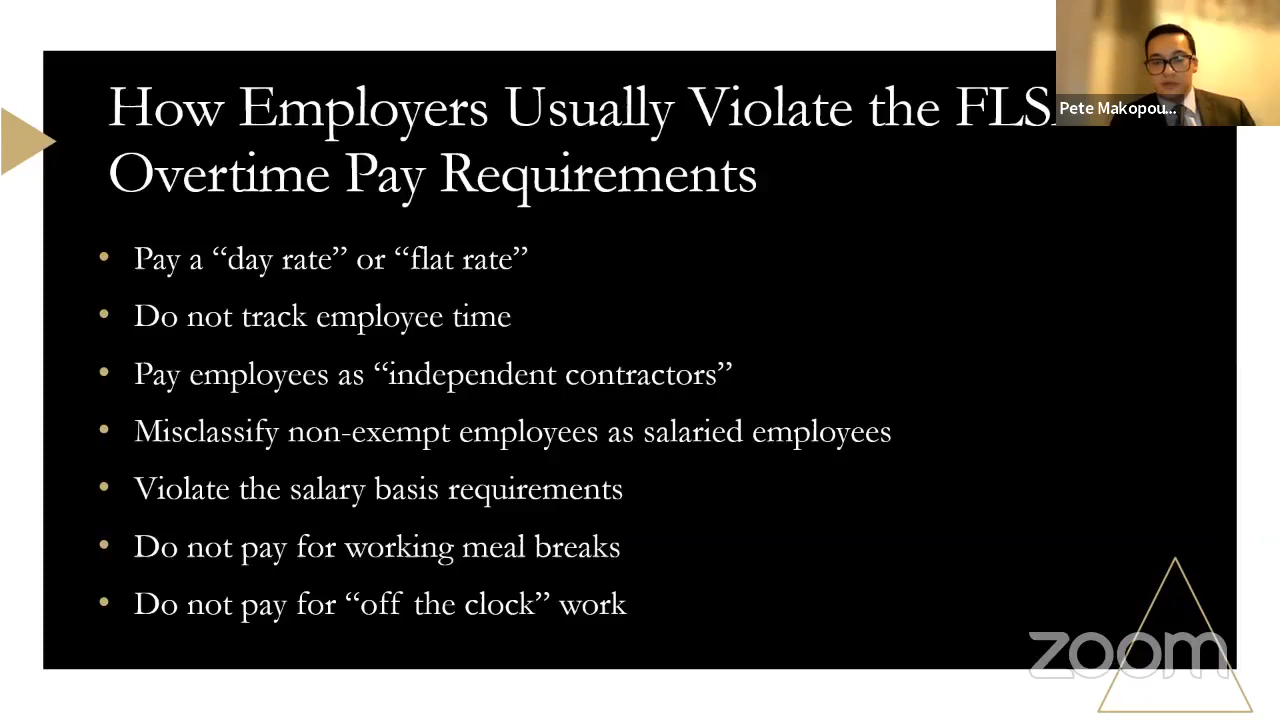 How Employers Usually Violate the FLS
Pete Makopou...
Overtime Pay Requirements
• Pay a “day rate” or “flat rate”
• Do not track employee time
• Pay employees as “independent contractors”
• Misclassify non-exempt employees as salaried employees
• Violate the salary basis requirements
• Do not pay for working meal breaks
• Do not pay for “off the clock” work
zoom